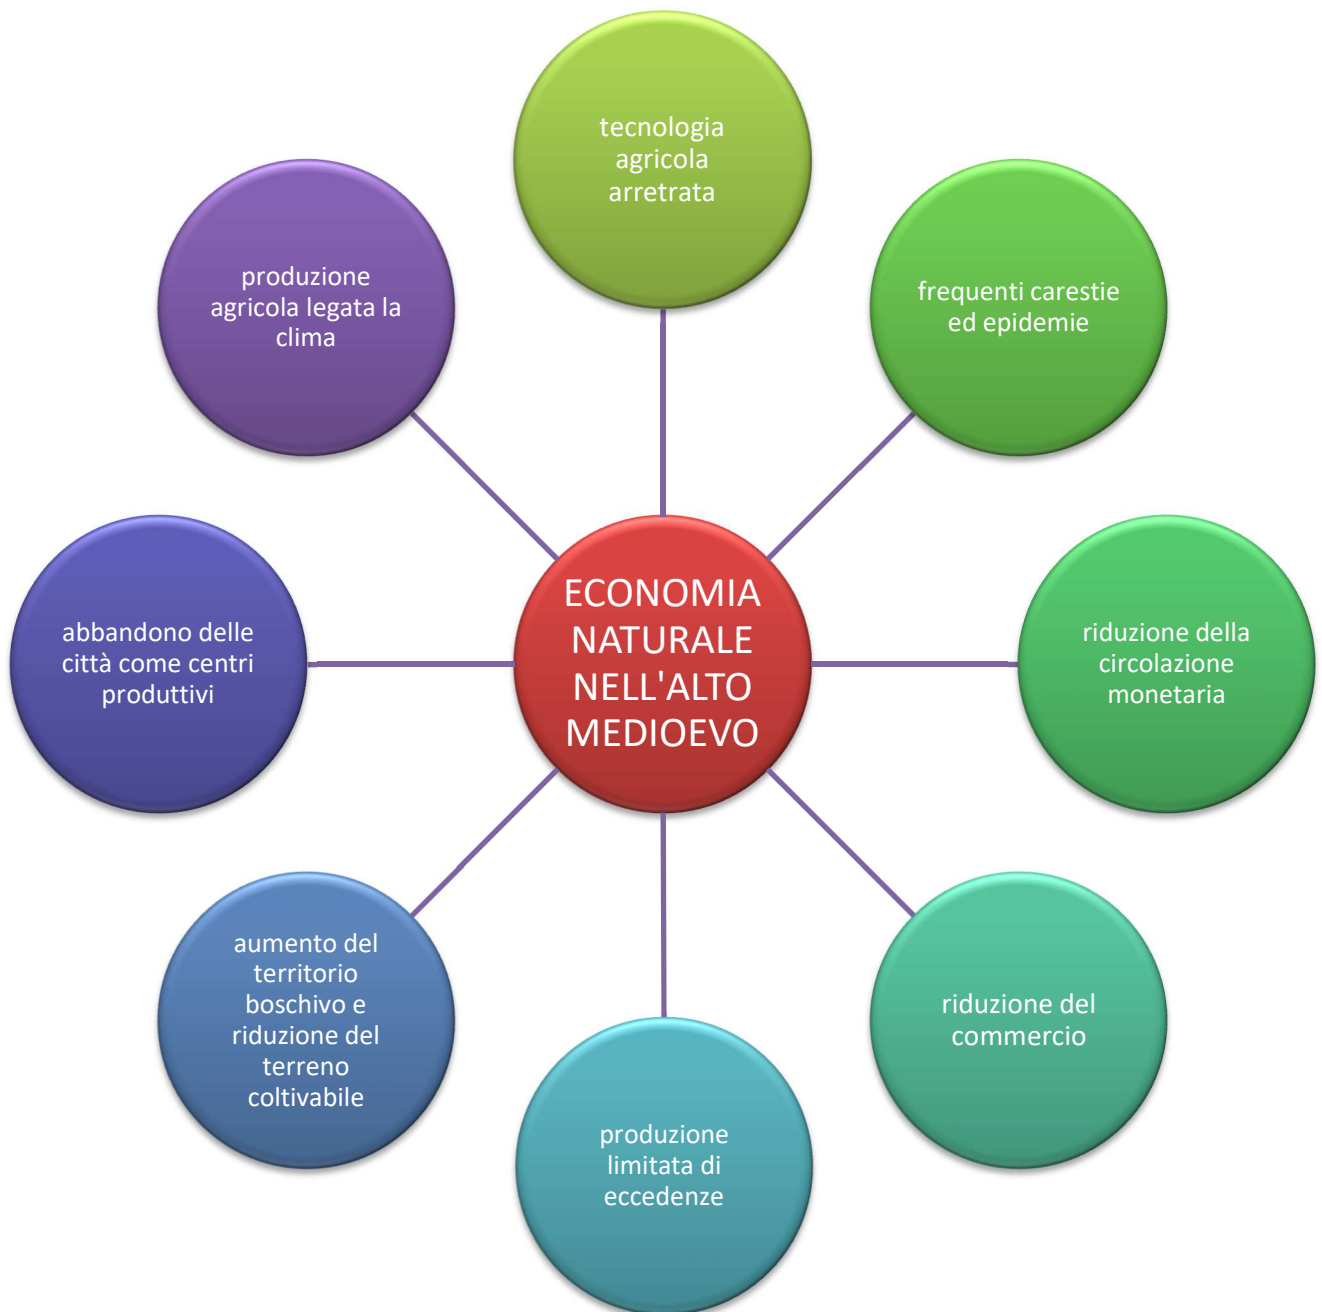 tecnologia
agricola
arretrata
frequenti carestie
ed epidemie
produzione
agricola legata la
clima
ECONOMIA
NATURALE
NELL'ALTO
MEDIOEVO
riduzione della
circolazione
monetaria
abbandono delle
città come centri
produttivi
riduzione del
commercio
aumento del
territorio
boschivo e
riduzione del
terreno
coltivabile
produzione
limitata di
eccedenze